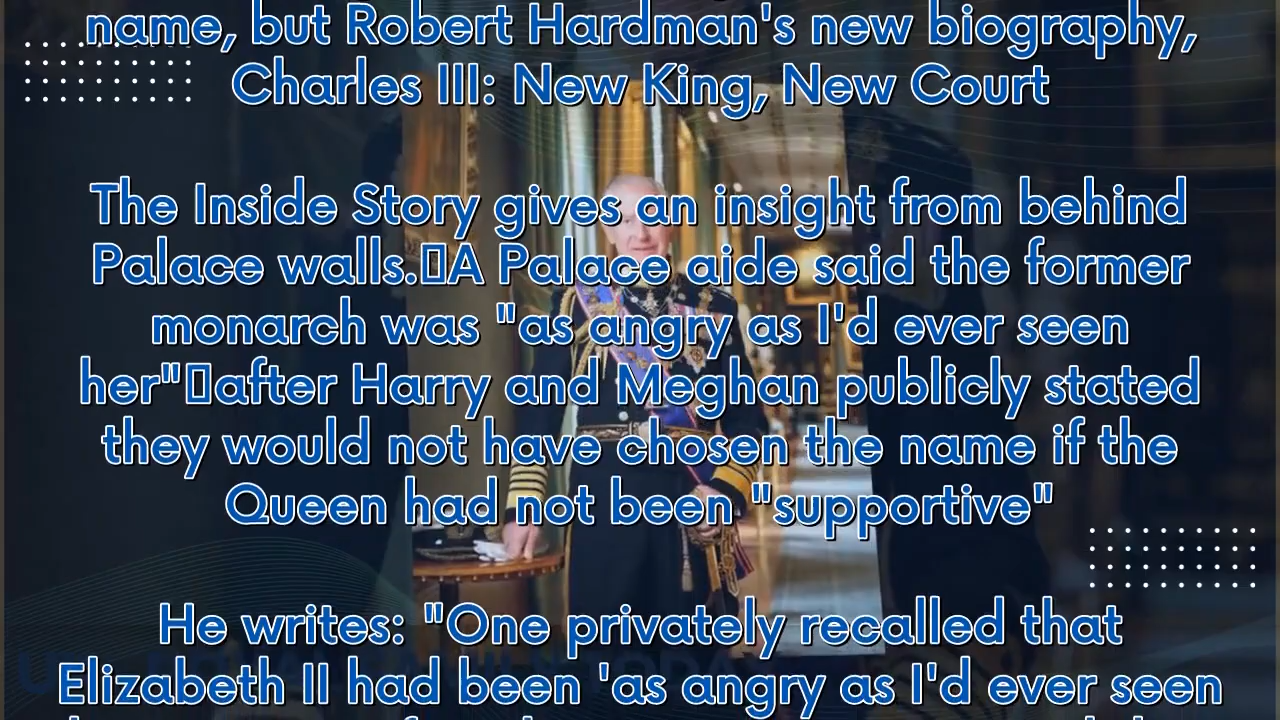 name, but Robert Hardman's new biography,
Charles III: New King, New Court
The Inside Story gives an insight from behind
Palace walls.▯A Palace aide said the former
monarch was "as angry as I'd ever seen
her"▯after Harry and Meghan publicly stated
they would not have chosen the name if the
Queen had not been "supportive"
He writes: "One privately recalled that
Elizabeth II had been 'as angry as I'd ever seen